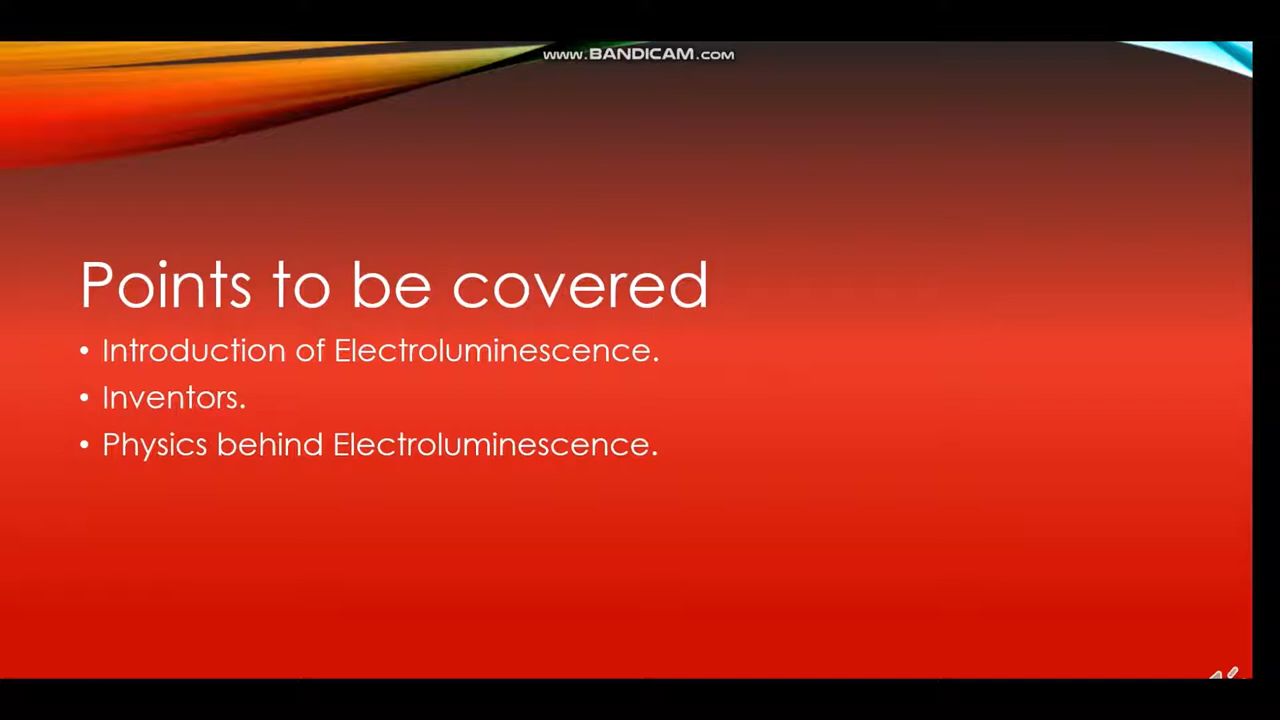 www.BANDICAM.com
Points to be covered
• Introduction of Electroluminescence.
• Inventors.
• Physics behind Electroluminescence.